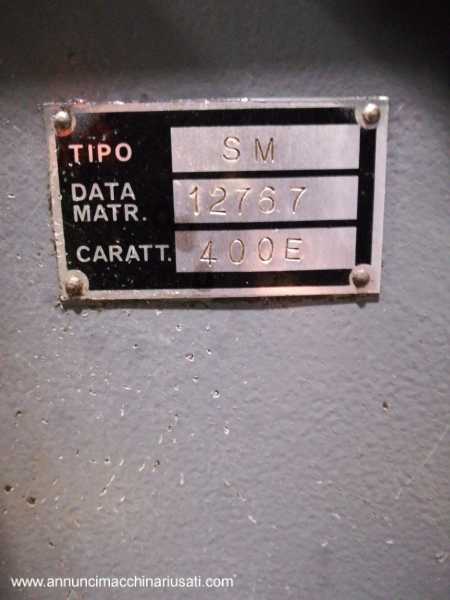 TIPO SM
DATA
MATR. 12767
CARATT. 400E
www.annuncimacchinariusati.com